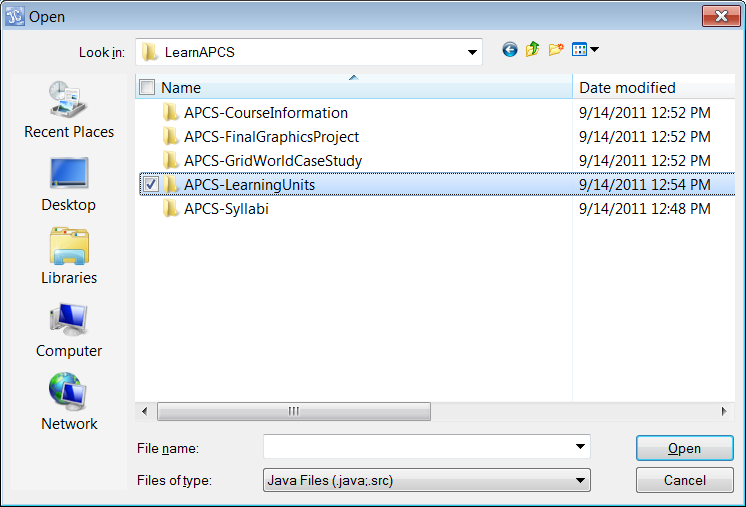 Open
Look in: LearnAPCS
Recent Places
Desktop
Libraries
Computer
Network
Name Date modified
APCS-CourseInformation 9/14/2011 12:52 PM
APCS-FinalGraphicsProject 9/14/2011 12:52 PM
APCS-GridWorldCaseStudy 9/14/2011 12:52 PM
APCS-LearningUnits 9/14/2011 12:54 PM
APCS-Syllabi 9/14/2011 12:48 PM
File name: Open
Files of type: Java Files (.java;.src) Cancel